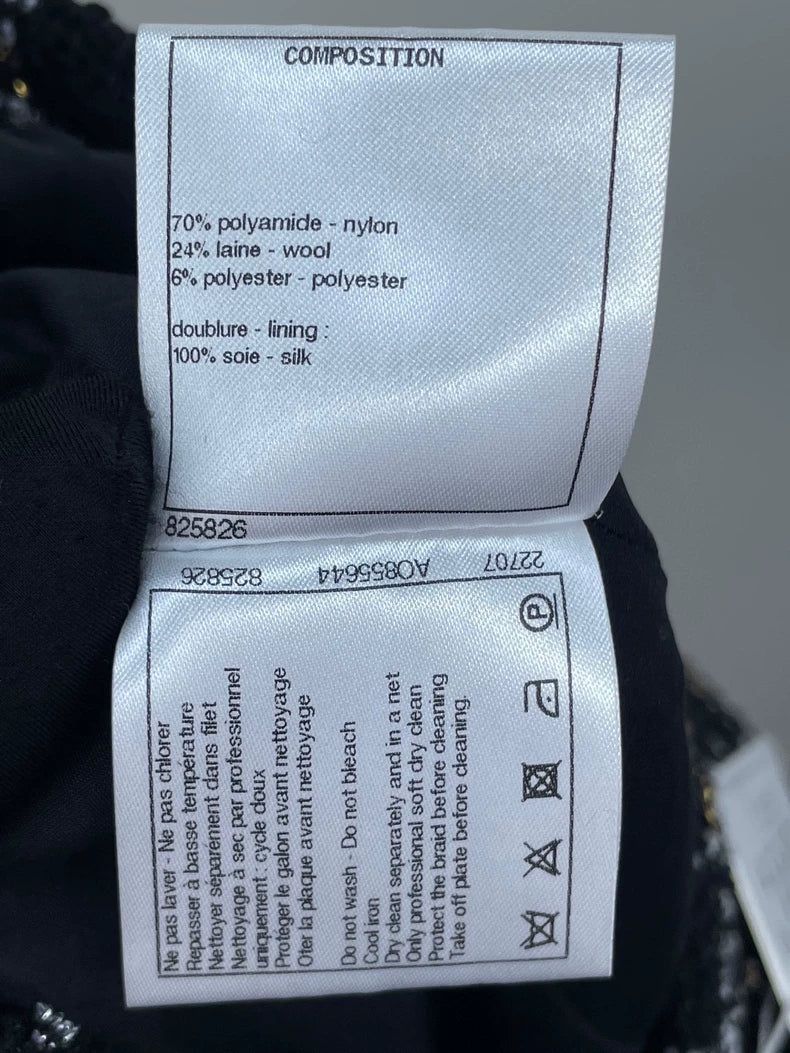 COMPOSITION
70% polyamide - nylon
24% laine - wool
6% polyester - polyester
doublure - lining :
100% soie - silk
825826
825826 AO855644 22707
Ne pas laver - Ne pas chlorer
Repasser à basse température
Nettoyer séparément dans filet
Nettoyage à sec par professionnel
uniquement : cycle doux
Protéger le galon avant nettoyage
Oter la plaque avant nettoyage
Do not wash - Do not bleach
Cool iron
Dry clean separately and in a net
Only professional soft dry clean
Protect the braid before cleaning
Take off plate before cleaning.
P